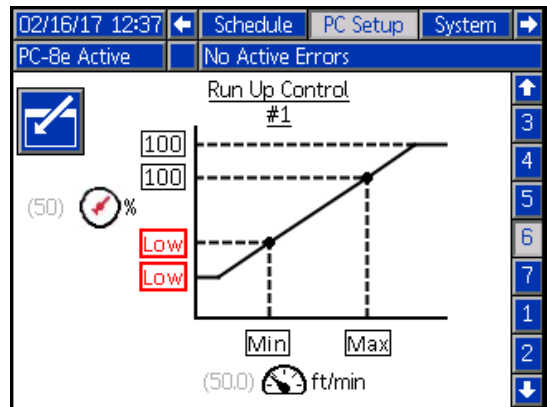 02/16/17 12:37 Schedule PC Setup System
PC-8e Active No Active Errors
Run Up Control
#1
100
100
(50) %
Low
Low
Min Max
(50.0) ft/min
3
4
5
6
7
1
2